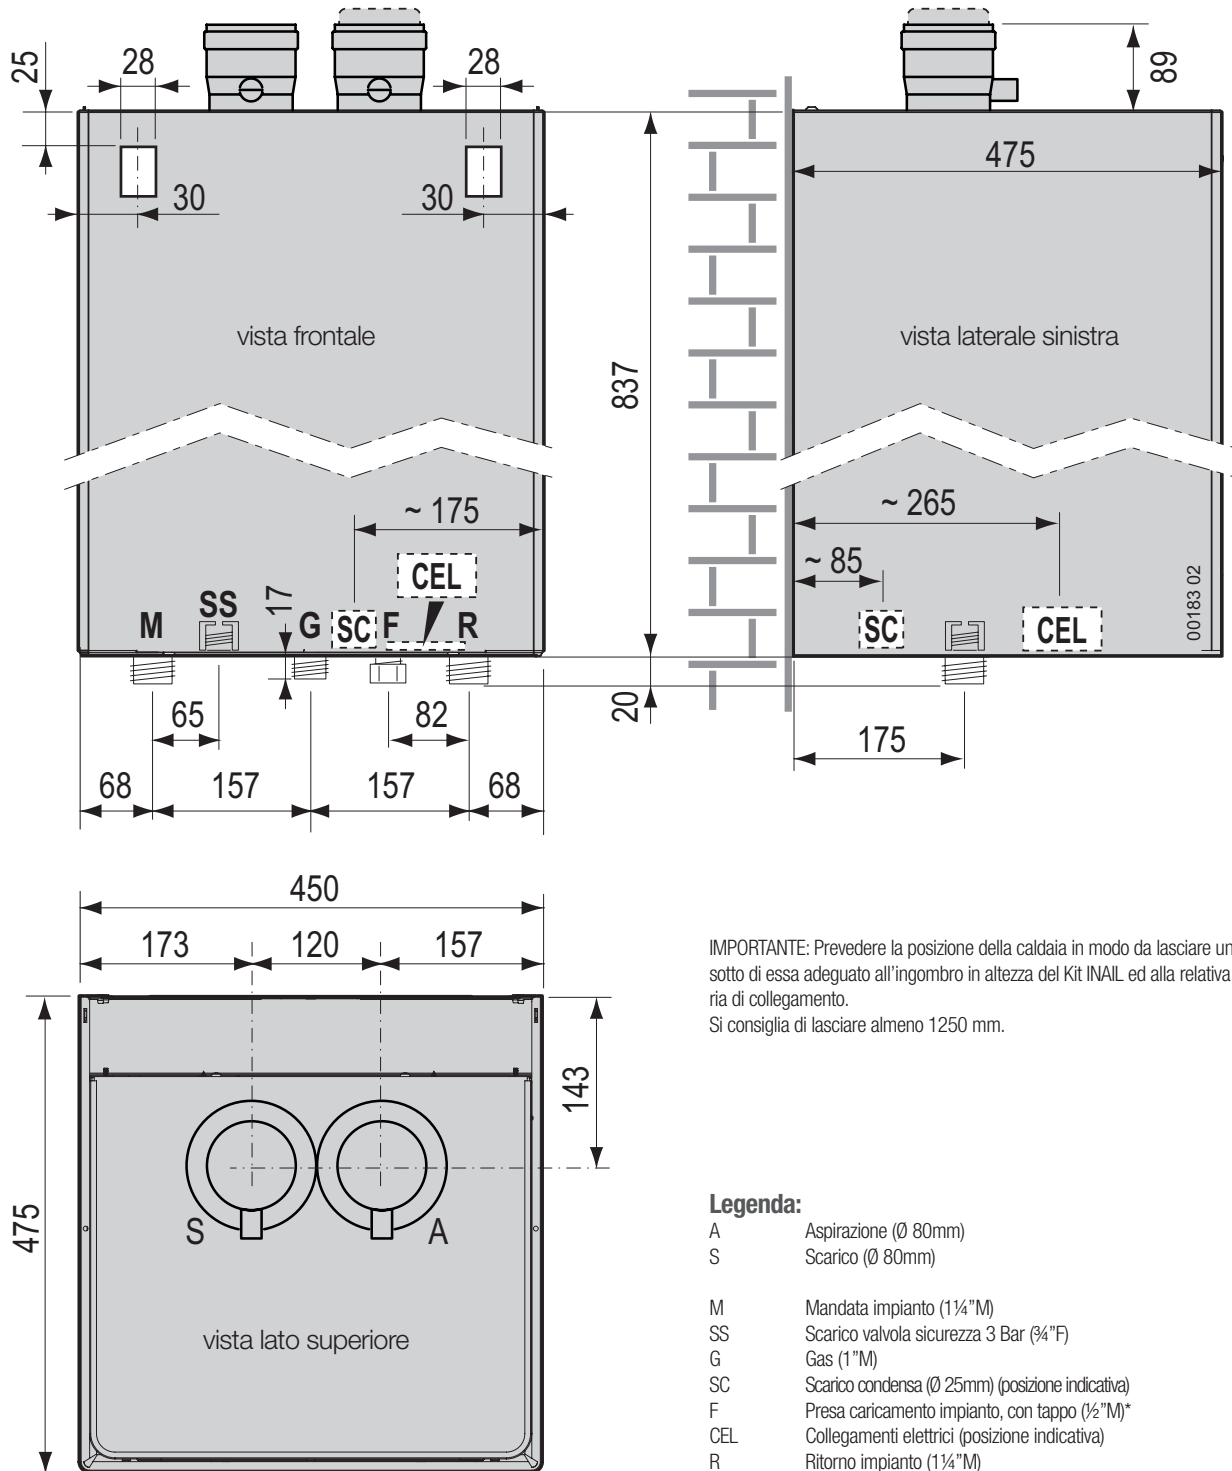 25
28
28
89
475
30
30
vista frontale
vista laterale sinistra
837
~ 175
~ 265
CEL
~ 85
17
M
SS
G
SC
F
R
SC
CEL
00183 02
20
65
82
175
68
157
157
68
450
173
120
157
143
475
S
A
vista lato superiore
IMPORTANTE: Prevedere la posizione della caldaia in modo da lasciare un
sotto di essa adeguato all'ingombro in altezza del Kit INAIL ed alla relativa
ria di collegamento.
Si consiglia di lasciare almeno 1250 mm.
Legenda:
A Aspirazione (Ø 80mm)
S Scarico (Ø 80mm)
M Mandata impianto (1¼”M)
SS Scarico valvola sicurezza 3 Bar (¾”F)
G Gas (1”M)
SC Scarico condensa (Ø 25mm) (posizione indicativa)
F Presa caricamento impianto, con tappo (½”M)*
CEL Collegamenti elettrici (posizione indicativa)
R Ritorno impianto (1¼”M)